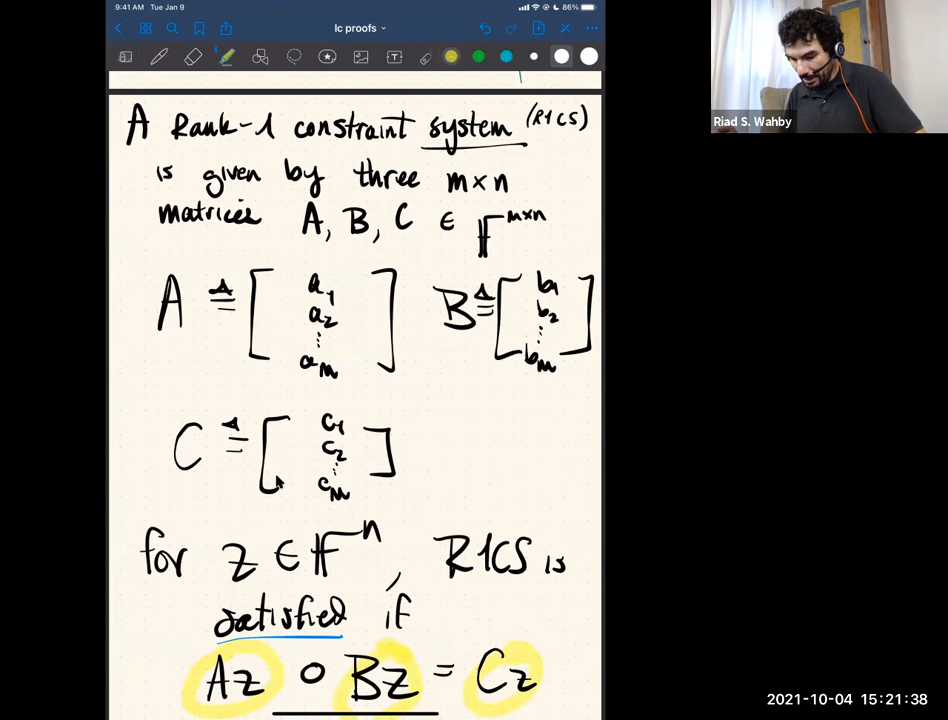 9:41 AM Tue Jan 9
86%
lc proofs
A Rank-1 constraint system (R1CS)
is given by three m×n
matrices A, B, C ∈ 𝔽^{m×n}
A ≜ [ a₁ a₂ ⋮ aₘ ] B ≜ [ b₁ b₂ ⋮ bₘ ]
C ≜ [ c₁ c₂ ⋮ cₘ ]
for z ∈ 𝔽ⁿ, R1CS is
satisfied if
Az ∘ Bz = Cz
Riad S. Wahby
2021-10-04 15:21:38